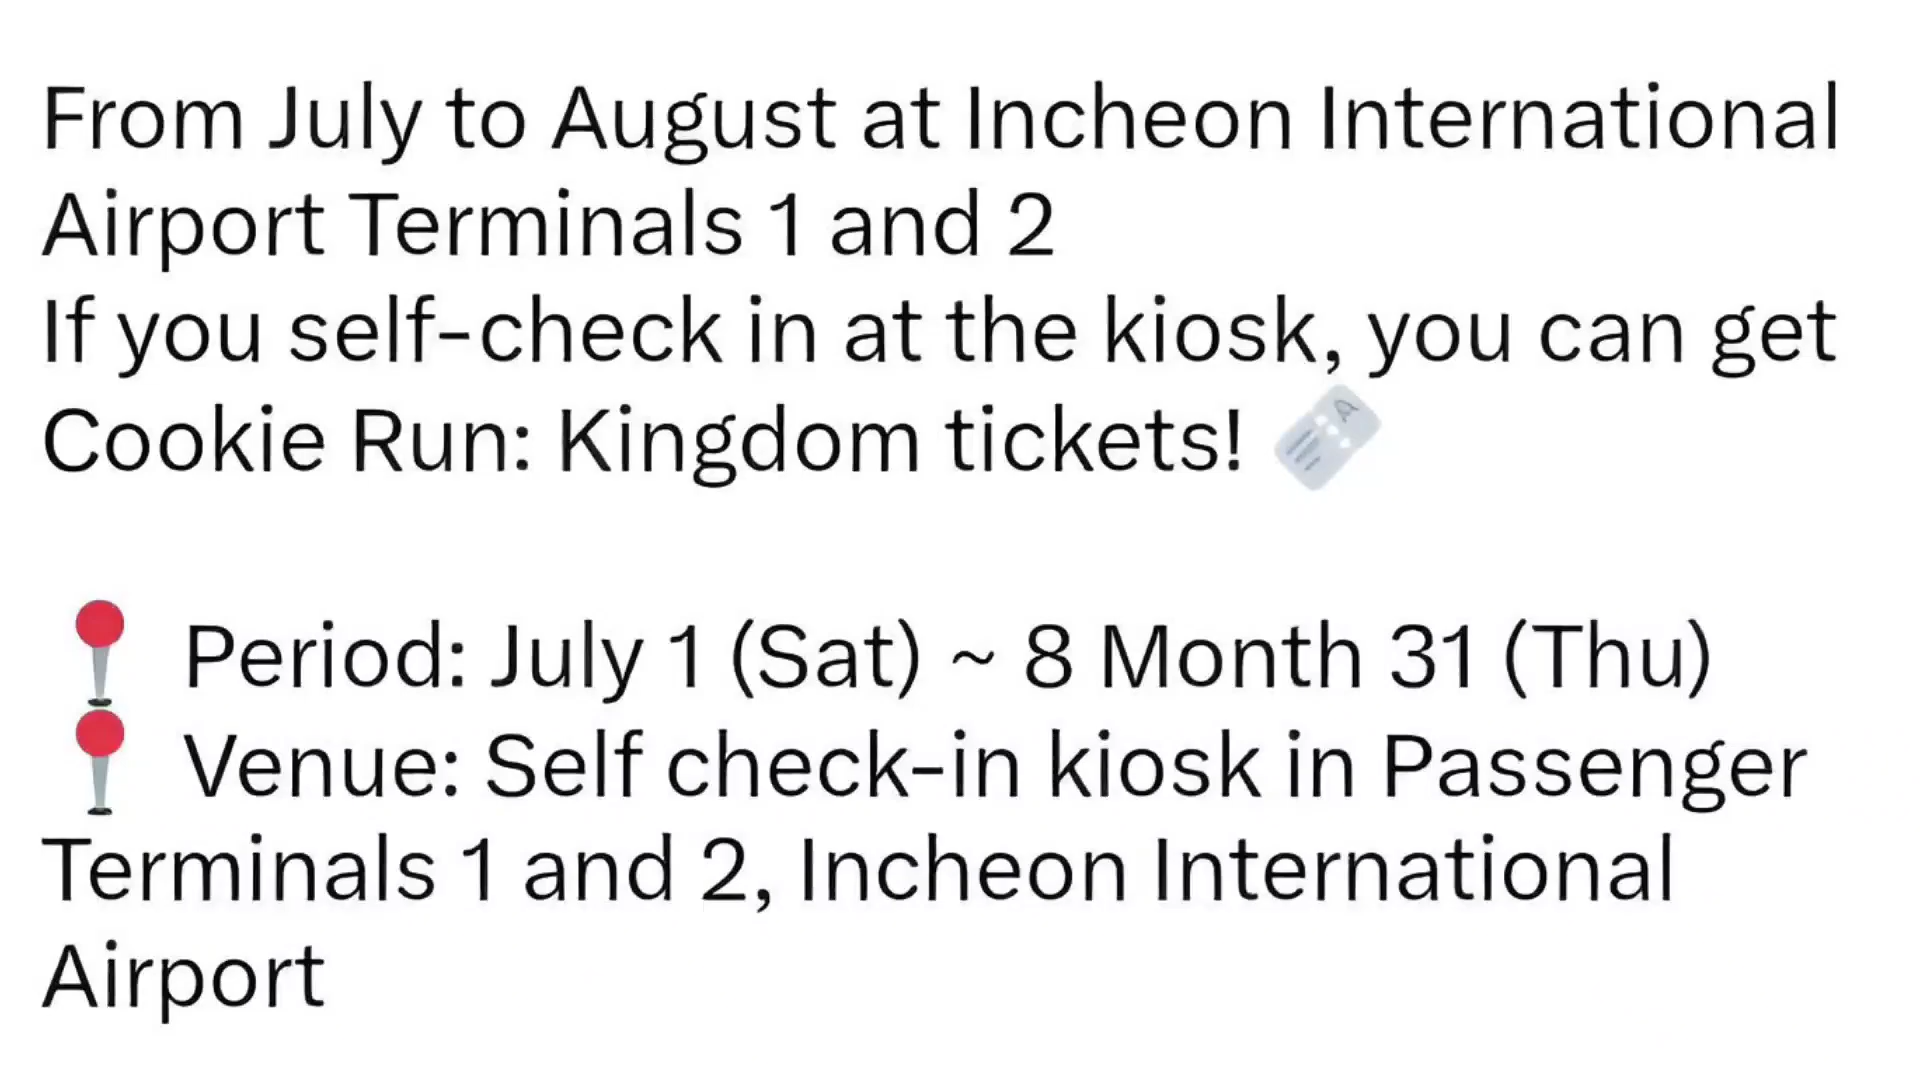 From July to August at Incheon International
Airport Terminals 1 and 2
If you self-check in at the kiosk, you can get
Cookie Run: Kingdom tickets!
Period: July 1 (Sat) ~ 8 Month 31 (Thu)
Venue: Self check-in kiosk in Passenger
Terminals 1 and 2, Incheon International
Airport